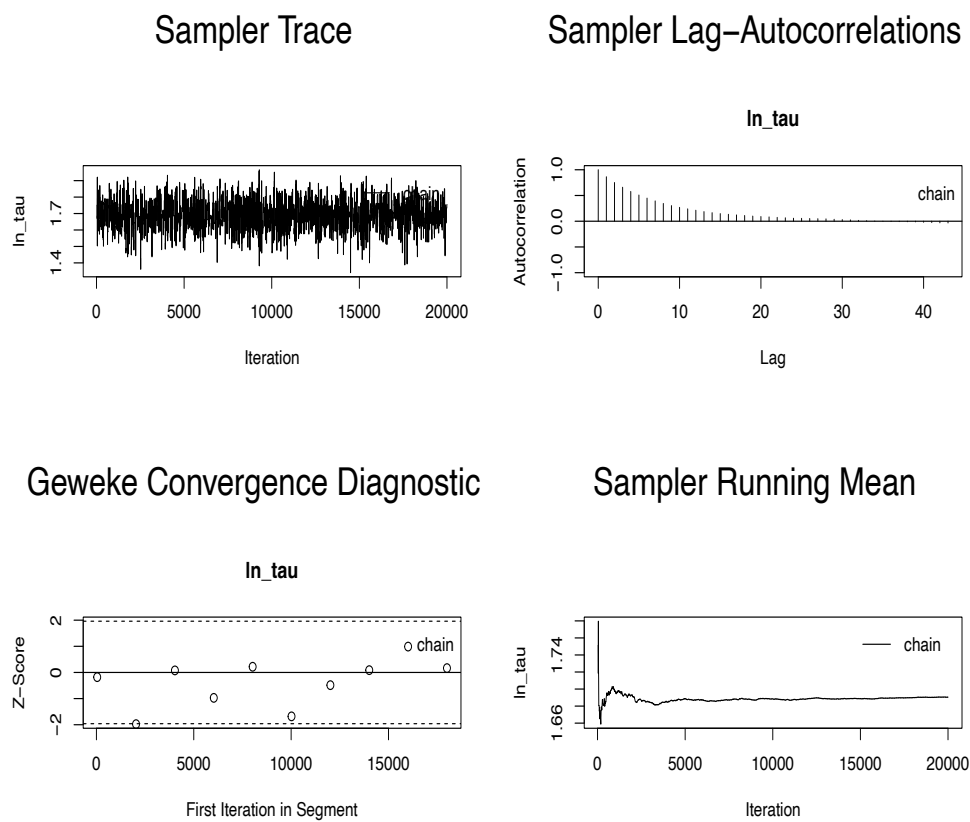 Sampler Trace
ln_tau
1.7
1.4
chain
0
5000
10000
15000
20000
Iteration
Sampler Lag−Autocorrelations
ln_tau
Autocorrelation
1.0
0.0
−1.0
chain
0
10
20
30
40
Lag
Geweke Convergence Diagnostic
ln_tau
Z−Score
2
0
−2
chain
0
5000
10000
15000
First Iteration in Segment
Sampler Running Mean
ln_tau
1.74
1.66
chain
0
5000
10000
15000
20000
Iteration